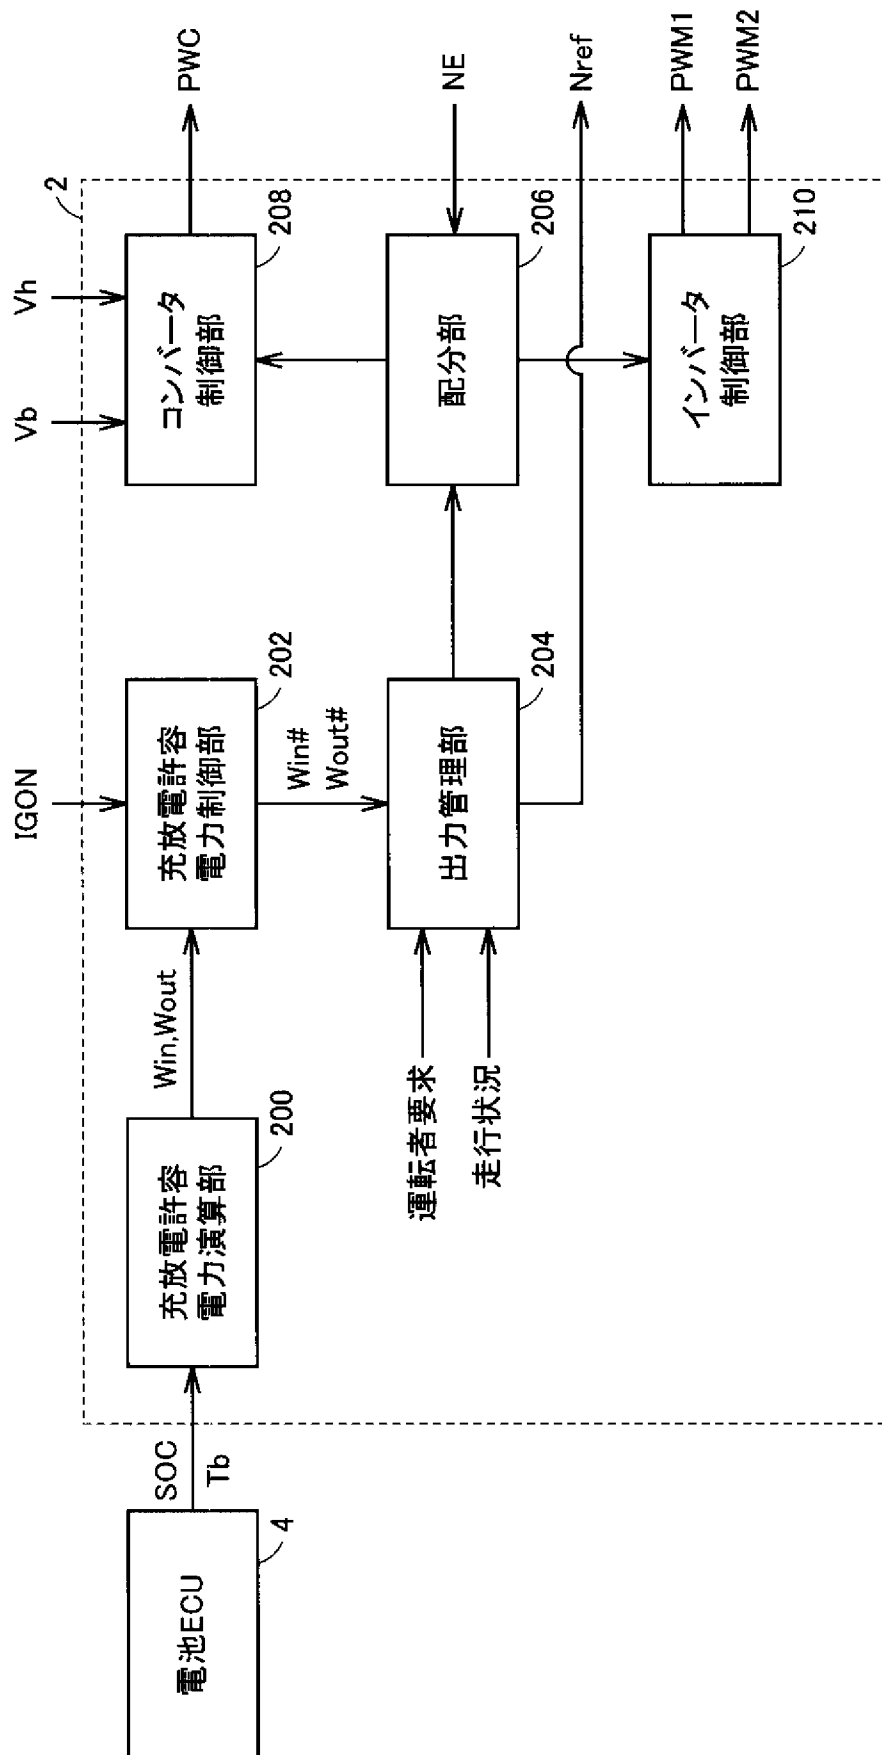 電池ECU
4
SOC
Tb
2
充放電許容
電力演算部
200
Win,Wout
IGON
充放電許容
電力制御部
202
Win#
Wout#
運転者要求
走行状況
出力管理部
204
Vb
Vh
コンバータ
制御部
208
PWC
配分部
206
NE
Nref
インバータ
制御部
210
PWM1
PWM2